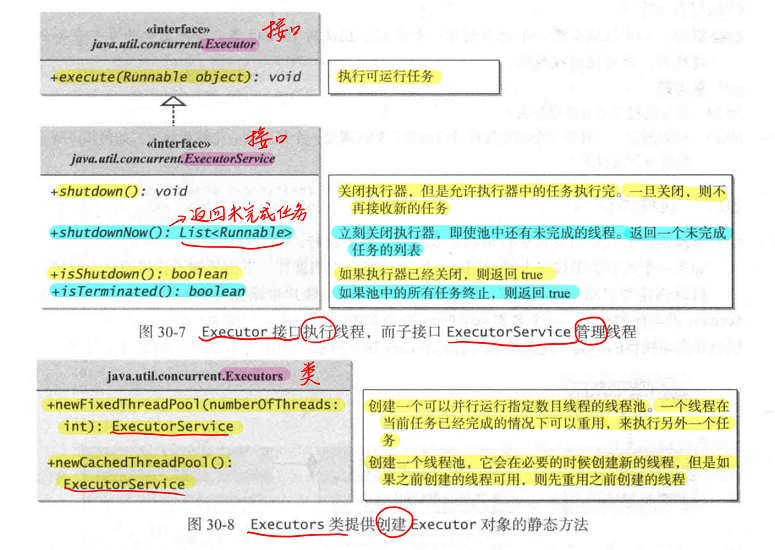 «interface»
java.util.concurrent.Executor
接口
+execute(Runnable object): void
执行可运行任务
«interface»
接口
java.util.concurrent.ExecutorService
+shutdown(): void
关闭执行器，但是允许执行器中的任务执行完。一旦关闭，则不
再接收新的任务
返回未完成任务
+shutdownNow(): List<Runnable>
立刻关闭执行器，即使池中还有未完成的线程。返回一个未完成
任务的列表
+isShutdown(): boolean
如果执行器已经关闭，则返回 true
+isTerminated(): boolean
如果池中的所有任务终止，则返回 true
图 30-7 Executor 接口执行线程，而子接口 ExecutorService 管理线程
java.util.concurrent.Executors
类
+newFixedThreadPool(numberOfThreads:
int): ExecutorService
创建一个可以并行运行指定数目线程的线程池。一个线程在
当前任务已经完成的情况下可以重用，来执行另外一个任
务
+newCachedThreadPool():
ExecutorService
创建一个线程池，它会在必要的时候创建新的线程，但是如
果之前创建的线程可用，则先重用之前创建的线程
图 30-8 Executors 类提供创建 Executor 对象的静态方法